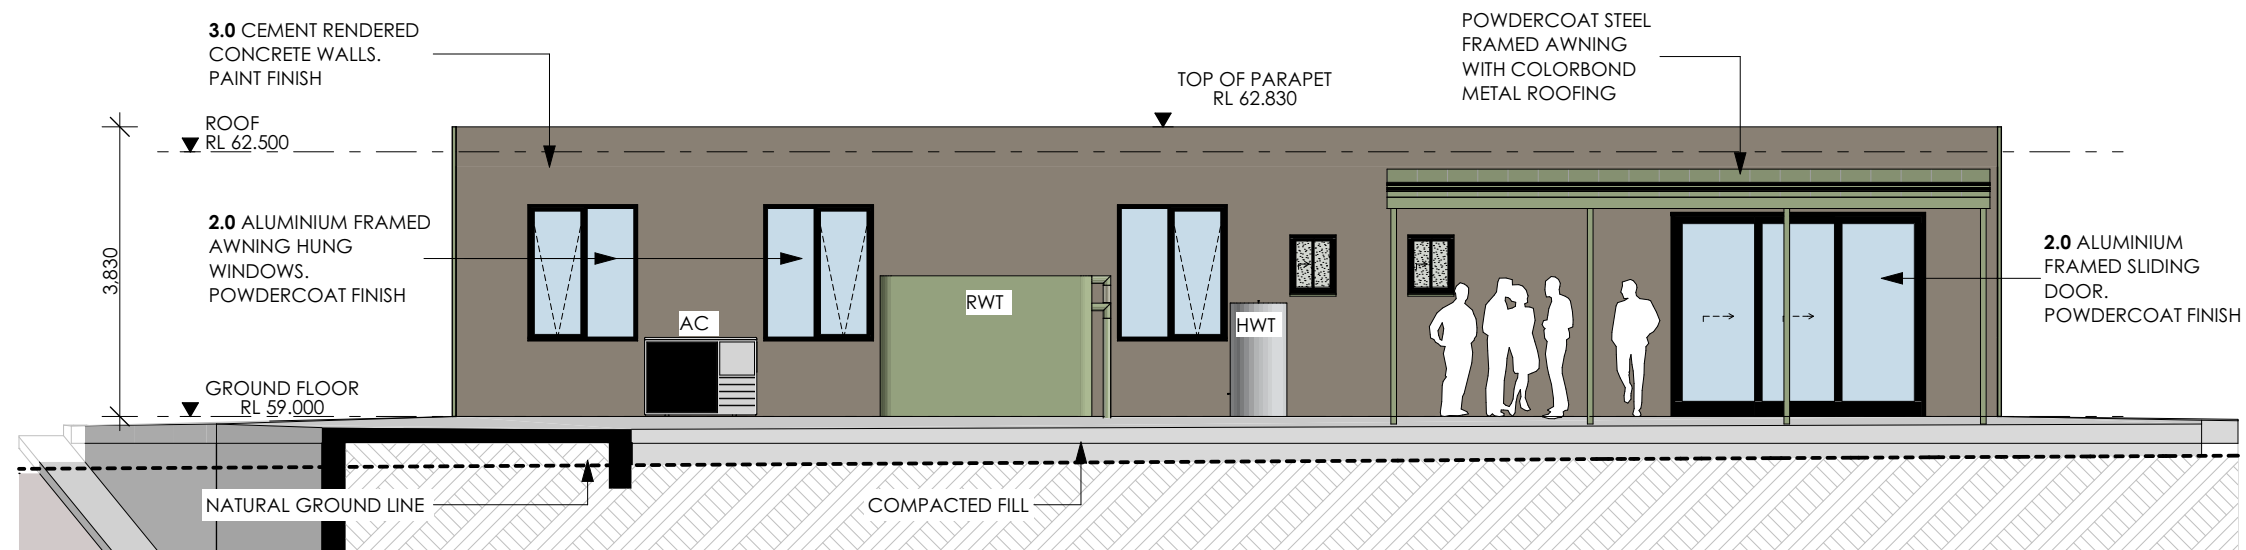 3.0 CEMENT RENDERED
CONCRETE WALLS.
PAINT FINISH
POWDERCOAT STEEL
FRAMED AWNING
WITH COLORBOND
METAL ROOFING
TOP OF PARAPET
RL 62.830
ROOF
RL 62.500
2.0 ALUMINIUM FRAMED
AWNING HUNG
WINDOWS.
POWDERCOAT FINISH
3,830
2.0 ALUMINIUM
FRAMED SLIDING
DOOR.
POWDERCOAT FINISH
AC
RWT
HWT
GROUND FLOOR
RL 59.000
NATURAL GROUND LINE
COMPACTED FILL